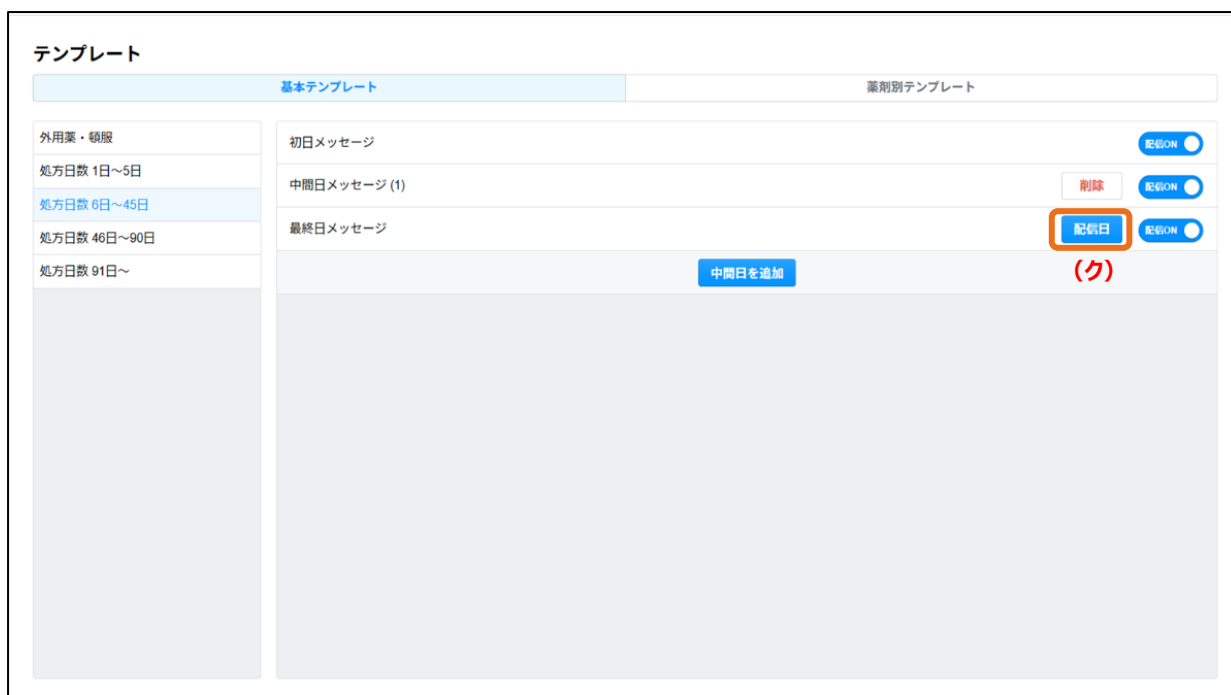 テンプレート
基本テンプレート
薬剤別テンプレート
外用薬・頓服
処方日数 1日～5日
処方日数 6日～45日
処方日数 46日～90日
処方日数 91日～
初日メッセージ
配信ON
中間日メッセージ (1)
削除
配信ON
最終日メッセージ
配信日
配信ON
(ク)
中間日を追加